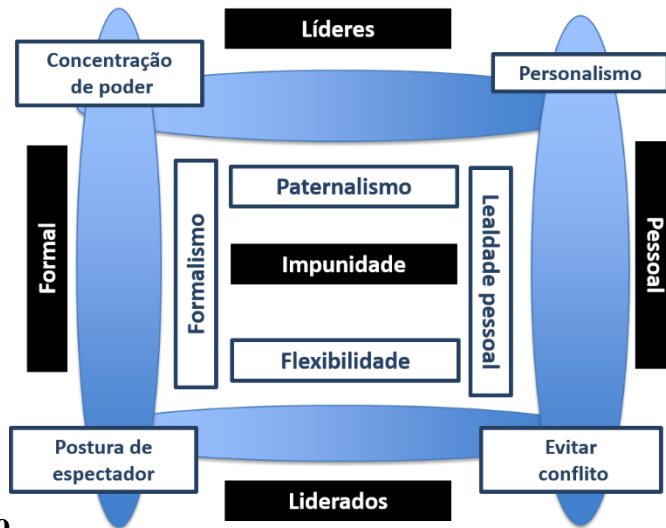 Líderes
Concentração
de poder
Personalismo
Formal
Formalismo
Paternalismo
Impunidade
Flexibilidade
Lealdade pessoal
Pessoal
Postura de
espectador
Evitar
conflito
Liderados